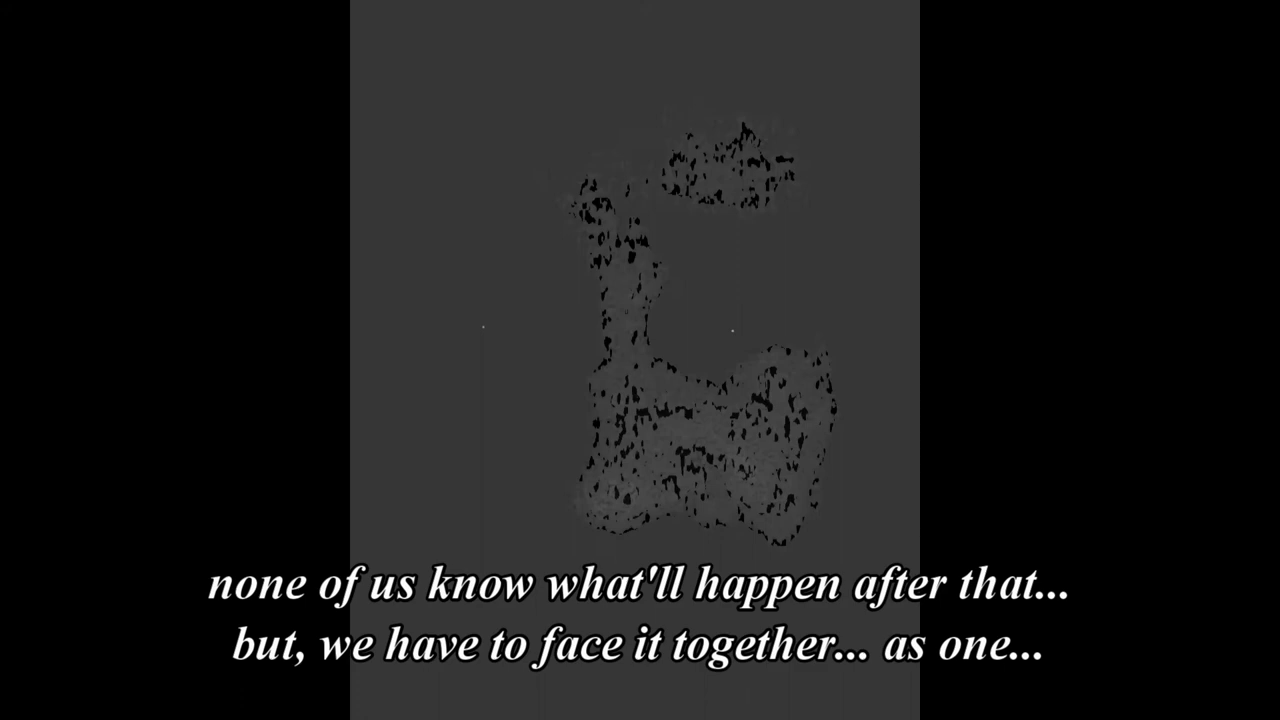 none of us know what'll happen after that...
but, we have to face it together... as one...